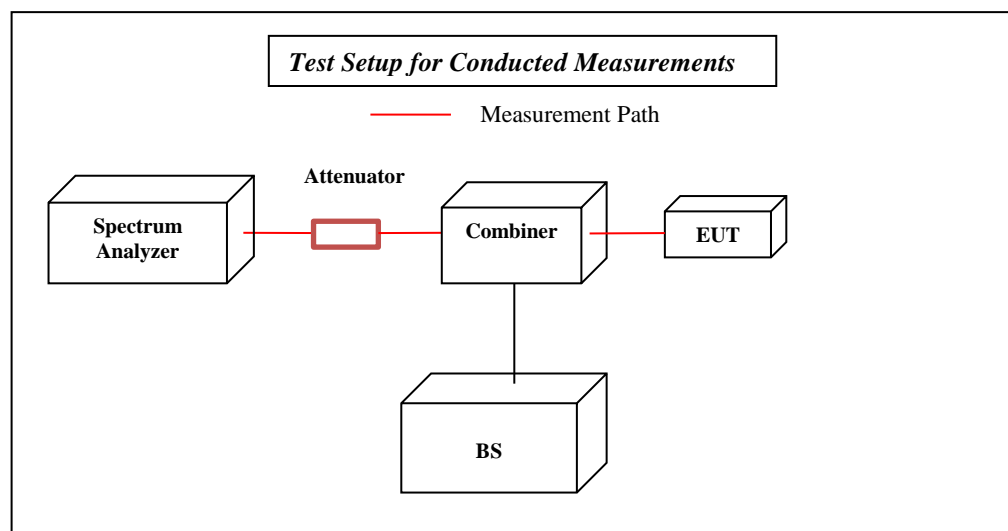 Test Setup for Conducted Measurements
Measurement Path
Attenuator
Spectrum
Analyzer
Combiner
EUT
BS